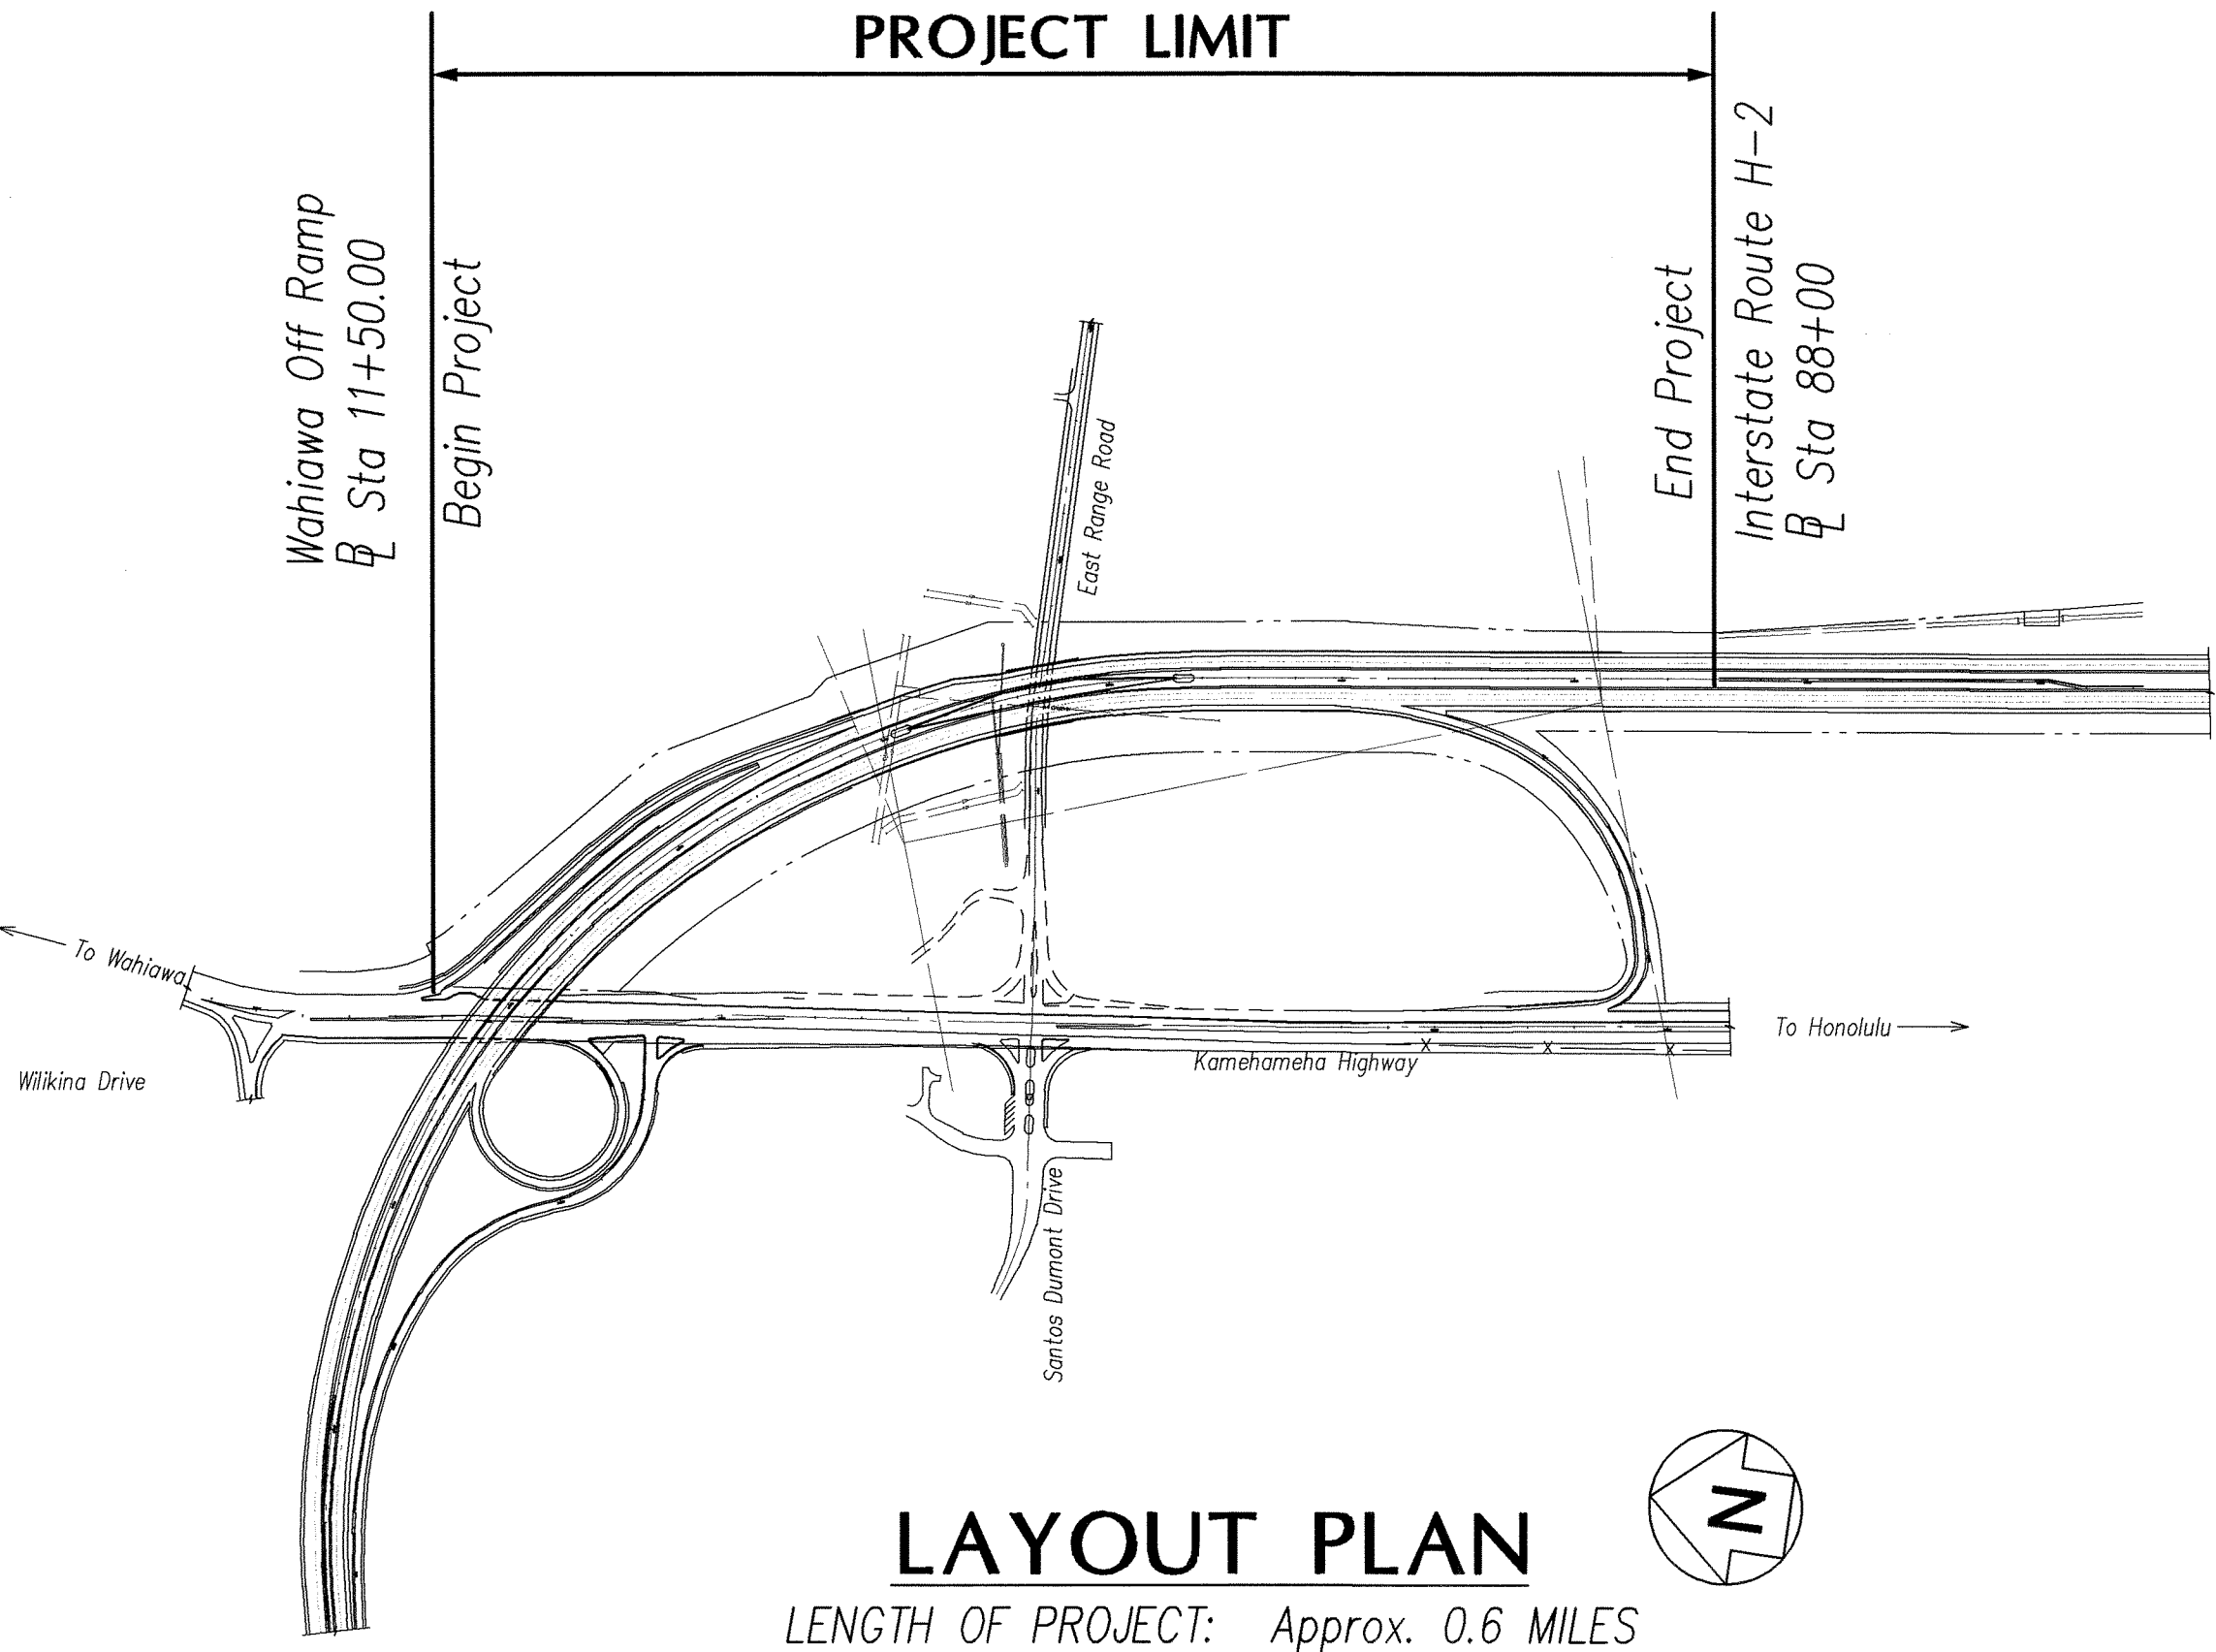 PROJECT LIMIT
Wahiawa Off Ramp
BL Sta 11+50.00
Begin Project
End Project
Interstate Route H-2
BL Sta 88+00
East Range Road
To Wahiawa
Wilikina Drive
To Honolulu
Kamehameha Highway
Santos Dumont Drive
N
LAYOUT PLAN
LENGTH OF PROJECT: Approx. 0.6 MILES